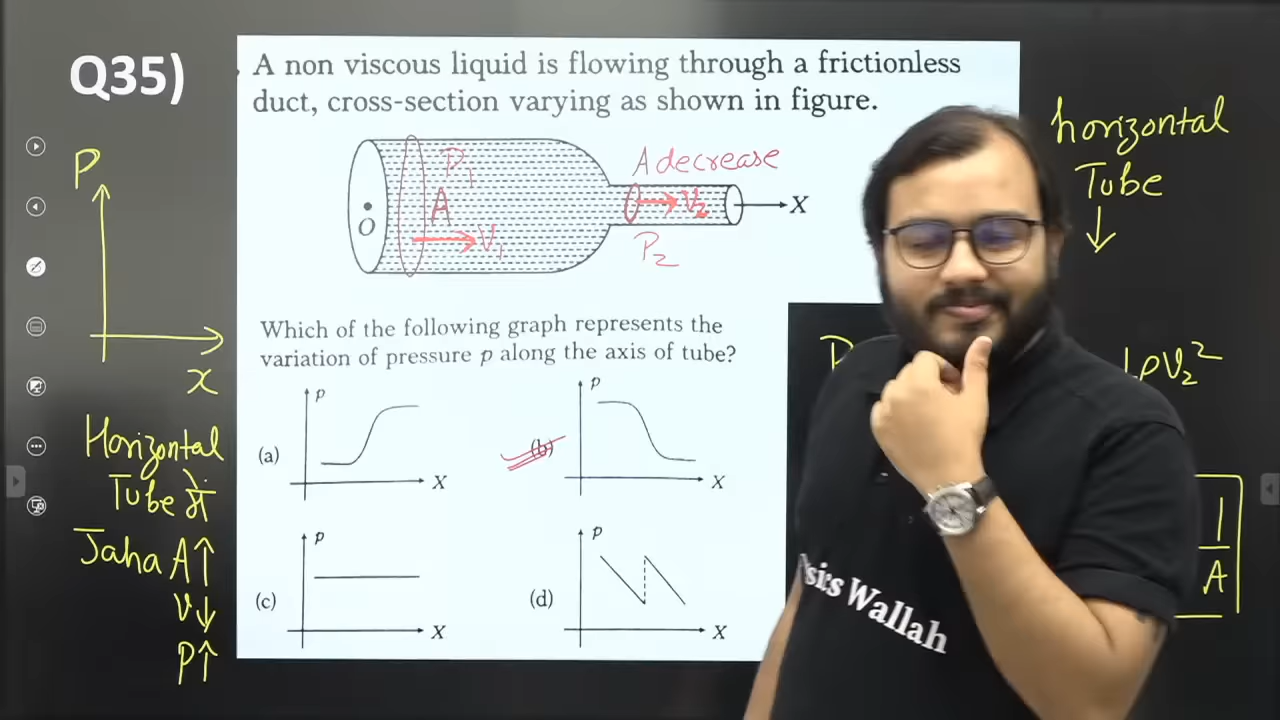 Q35)
A non viscous liquid is flowing through a frictionless
duct, cross-section varying as shown in figure.
P₁
A
V₁
O
A decrease
V₂
P₂
X
horizontal
Tube
↓
P
x
Which of the following graph represents the
variation of pressure p along the axis of tube?
(a)
p
X
(b)
p
X
(c)
p
X
(d)
p
X
Horizontal
Tube में
Jaha A↑
v↓
P↑
ρV₂²
1
A
Wallah